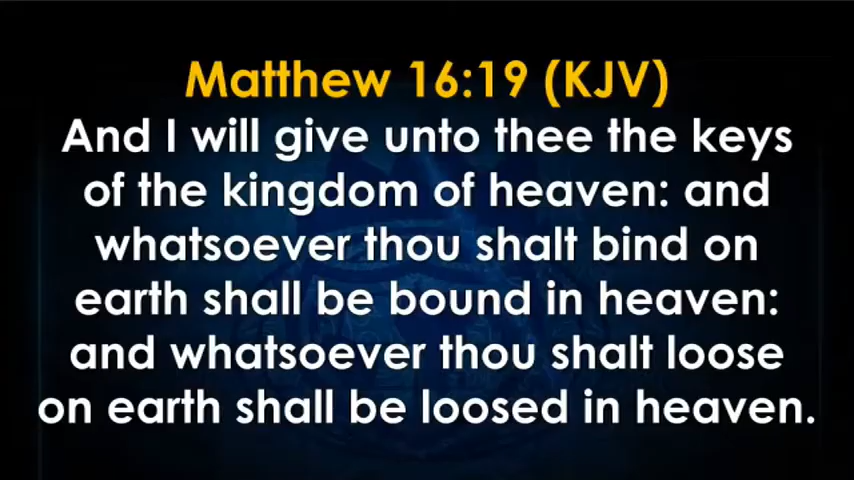 Matthew 16:19 (KJV)
And I will give unto thee the keys
of the kingdom of heaven: and
whatsoever thou shalt bind on
earth shall be bound in heaven:
and whatsoever thou shalt loose
on earth shall be loosed in heaven.